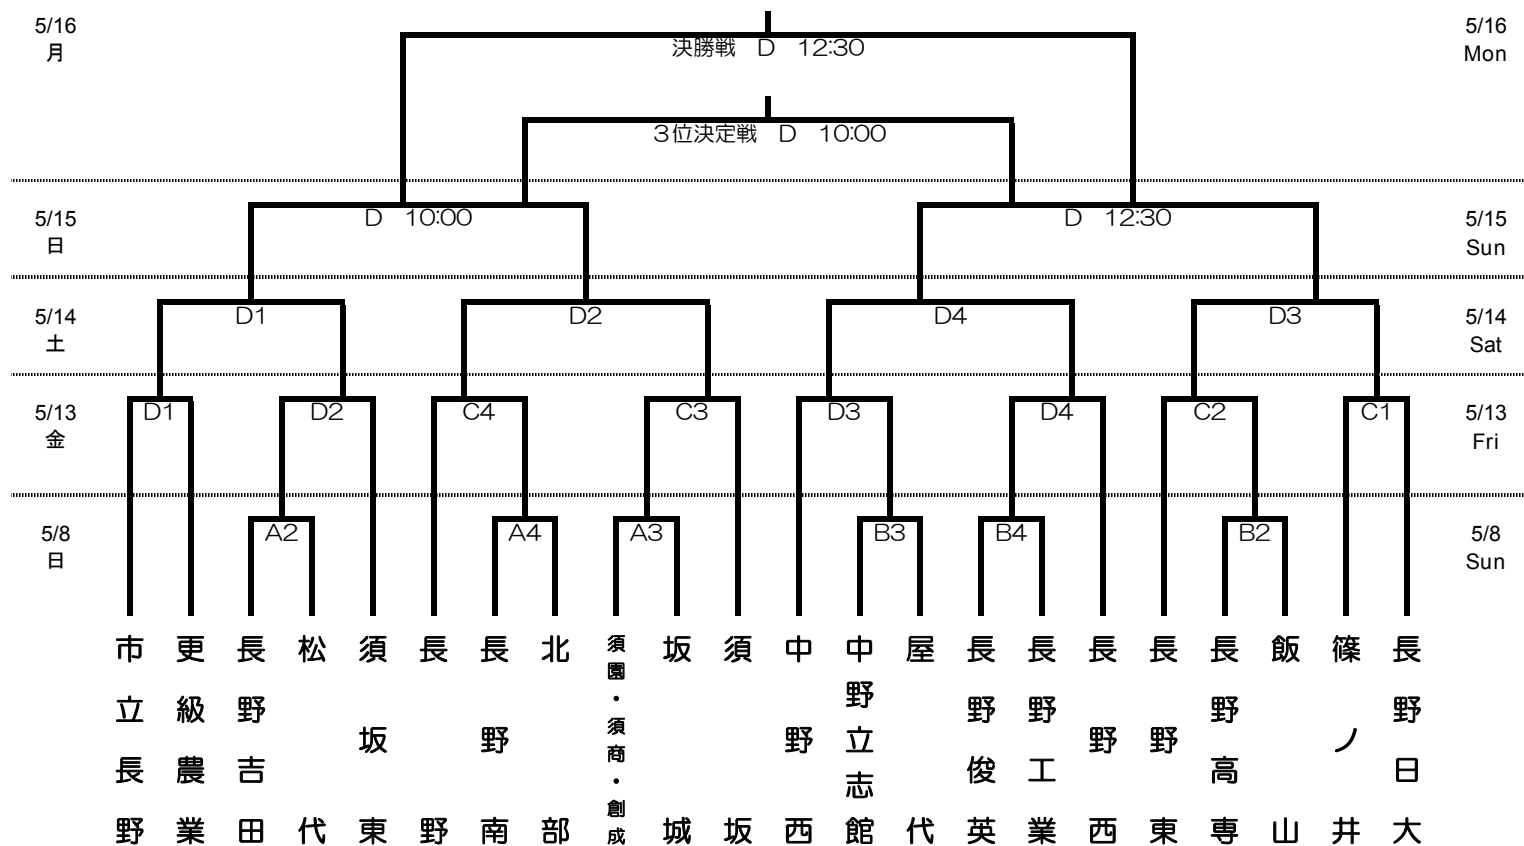 5/16
月
決勝戦　D　12:30
5/16
Mon
３位決定戦　D　10:00
5/15
日
D　10:00
D　12:30
5/15
Sun
5/14
土
D1
D2
D4
D3
5/14
Sat
5/13
金
D1
D2
C4
C3
D3
D4
C2
C1
5/13
Fri
5/8
日
A2
A4
A3
B3
B4
B2
5/8
Sun
市立長野
更級農業
長野吉田
松代
須坂東
長野
長野南
北部
須園・須商・創成
坂城
須坂
中野西
中野立志館
屋代
長野俊英
長野工業
長野西
長野東
長野高専
飯山
篠ノ井
長野日大